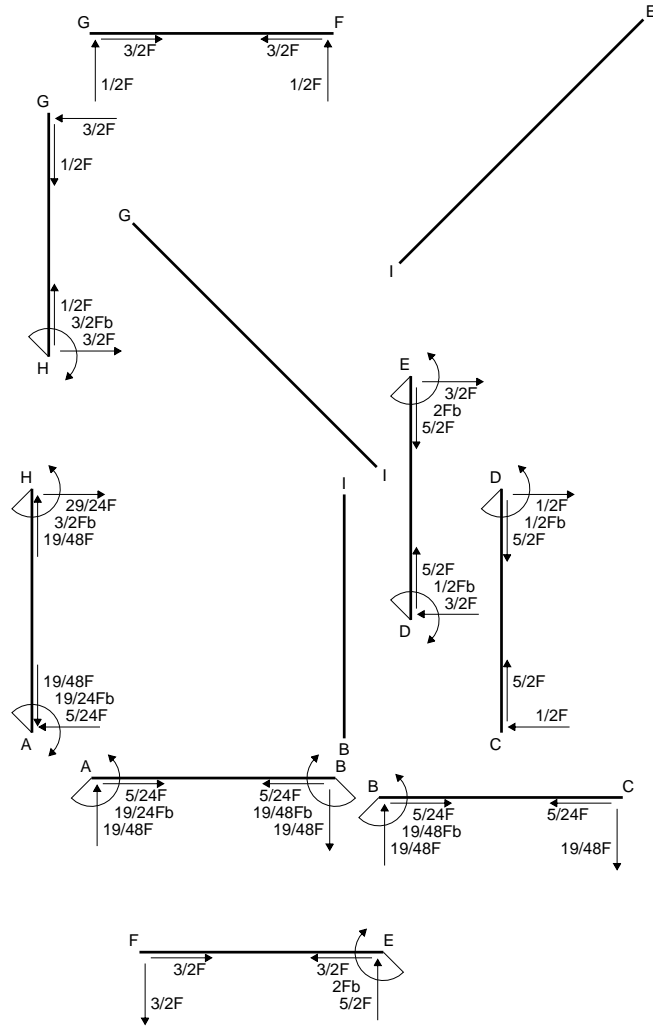 G F
3/2F 3/2F
1/2F 1/2F
E
I
G
3/2F
1/2F
1/2F
3/2Fb
3/2F
H
G
I
E
3/2F
2Fb
5/2F
5/2F
1/2Fb
3/2F
D
H
29/24F
3/2Fb
19/48F
19/48F
19/24Fb
5/24F
A
I
B
D
1/2F
1/2Fb
5/2F
5/2F
1/2F
C
A B
5/24F 5/24F
19/24Fb 19/48Fb
19/48F 19/48F
B C
5/24F 5/24F
19/48Fb
19/48F 19/48F
F E
3/2F 3/2F
2Fb
3/2F 5/2F